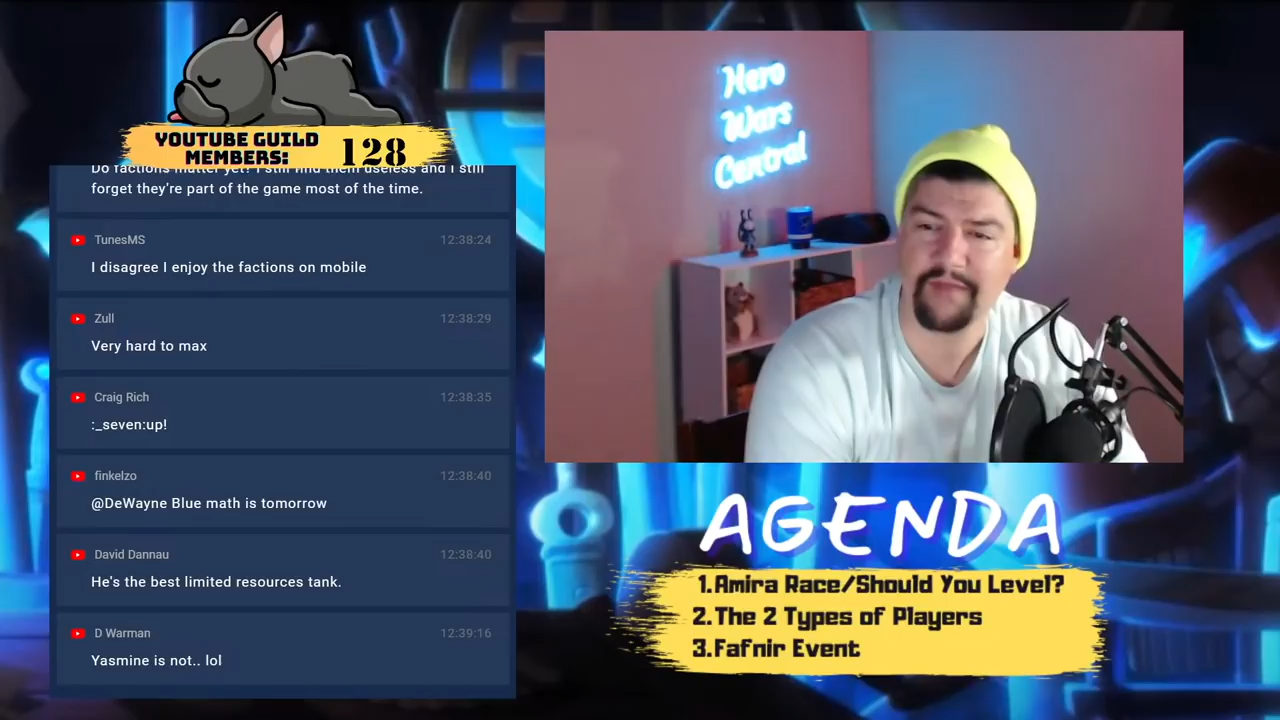 YOUTUBE GUILD
MEMBERS:
128
Do factions matter yet? I still find them useless and I still
forget they're part of the game most of the time.
TunesMS
12:38:24
I disagree I enjoy the factions on mobile
Zull
12:38:29
Very hard to max
Craig Rich
12:38:35
:_seven:up!
finkelzo
12:38:40
@DeWayne Blue math is tomorrow
David Dannau
12:38:40
He's the best limited resources tank.
D Warman
12:39:16
Yasmine is not.. lol
Hero
Wars
Central
AGENDA
1.Amira Race/Should You Level?
2.The 2 Types of Players
3.Fafnir Event